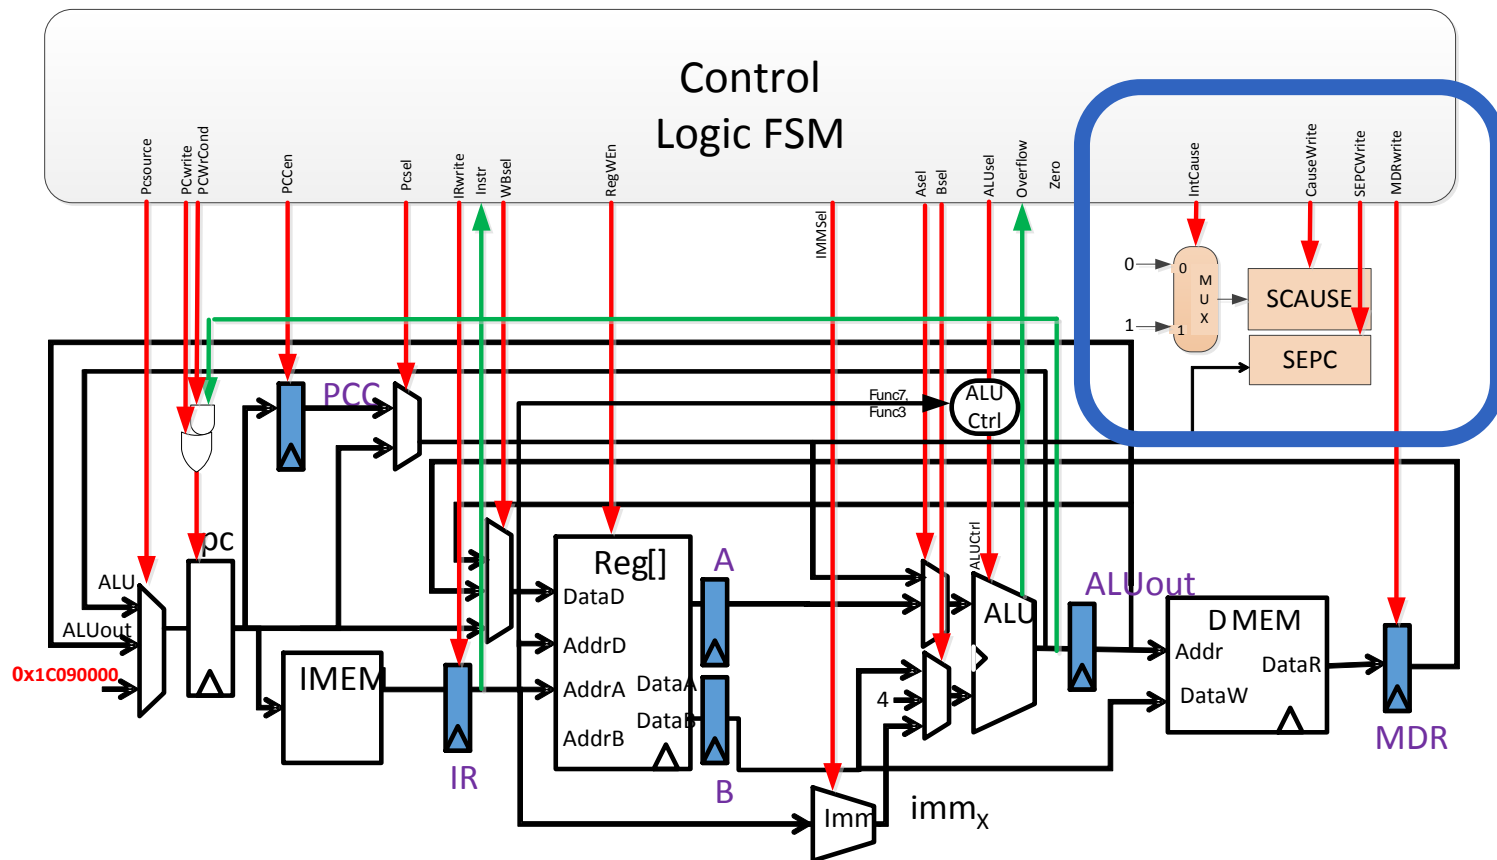 Control
Logic FSM
Pcsource
PCwrite
PCWrCond
PCCen
Pcsel
IRwrite
Instr
WBsel
RegWEn
IMMSel
Asel
Bsel
ALUsel
Overflow
Zero
IntCause
CauseWrite
SEPCWrite
MDRwrite
0
0
M
U
X
1
1
SCAUSE
SEPC
PCC
Func7,
Func3
ALU
Ctrl
pc
ALU
ALUout
0x1C090000
IMEM
IR
Reg[]
DataD
AddrD
AddrA
DataA
DataB
AddrB
A
B
ALUCtrl
ALU
4
Imm
immX
ALUout
DMEM
Addr
DataR
DataW
MDR